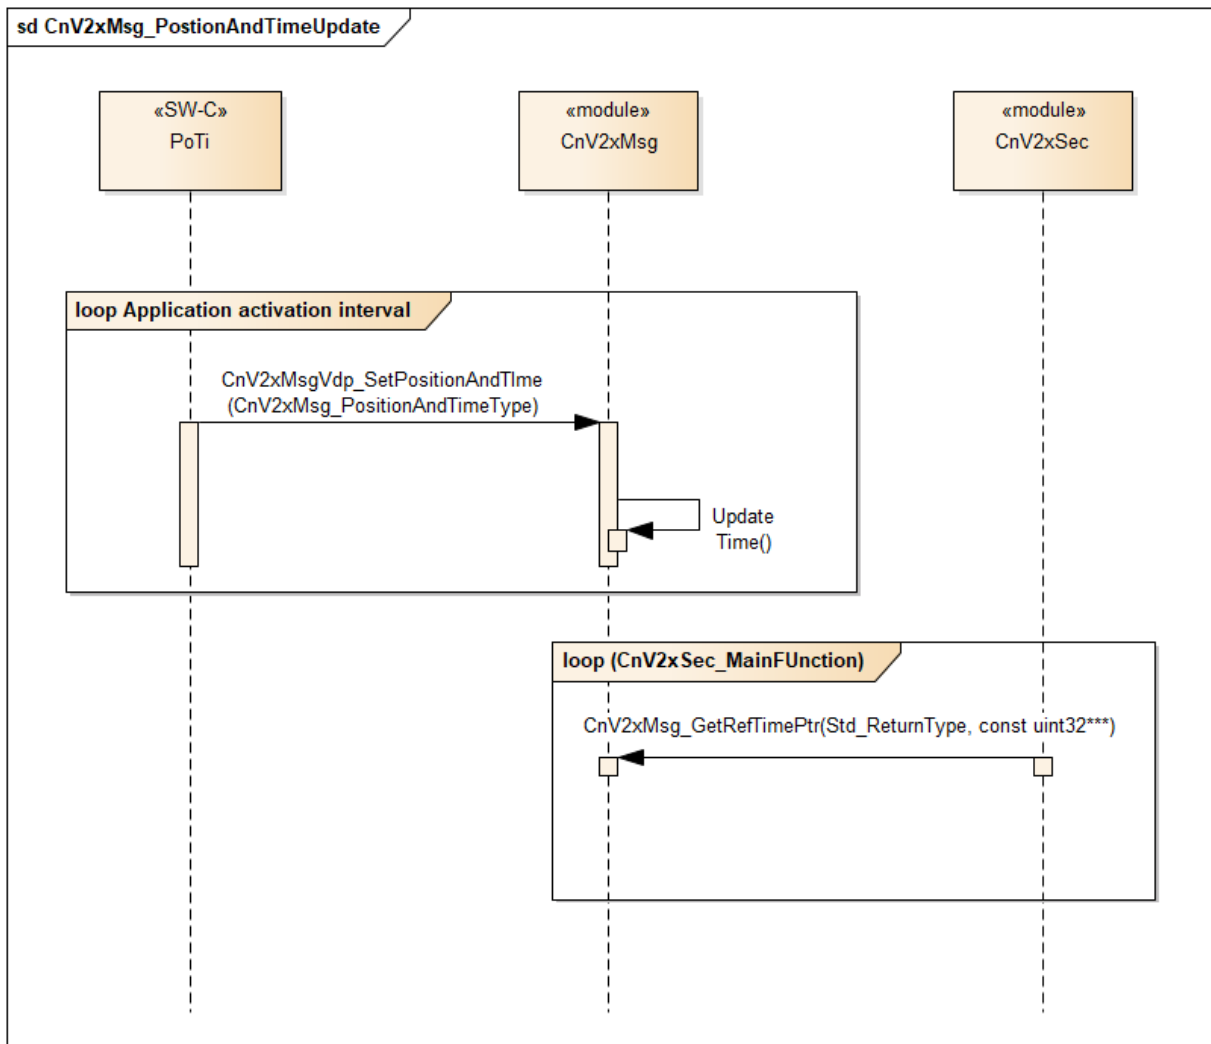 sd CnV2xMsg_PostionAndTimeUpdate
«SW-C»
PoTi
«module»
CnV2xMsg
«module»
CnV2xSec
loop Application activation interval
CnV2xMsgVdp_SetPositionAndTIme
(CnV2xMsg_PositionAndTimeType)
Update
Time()
loop (CnV2xSec_MainFUnction)
CnV2xMsg_GetRefTimePtr(Std_ReturnType, const uint32***)